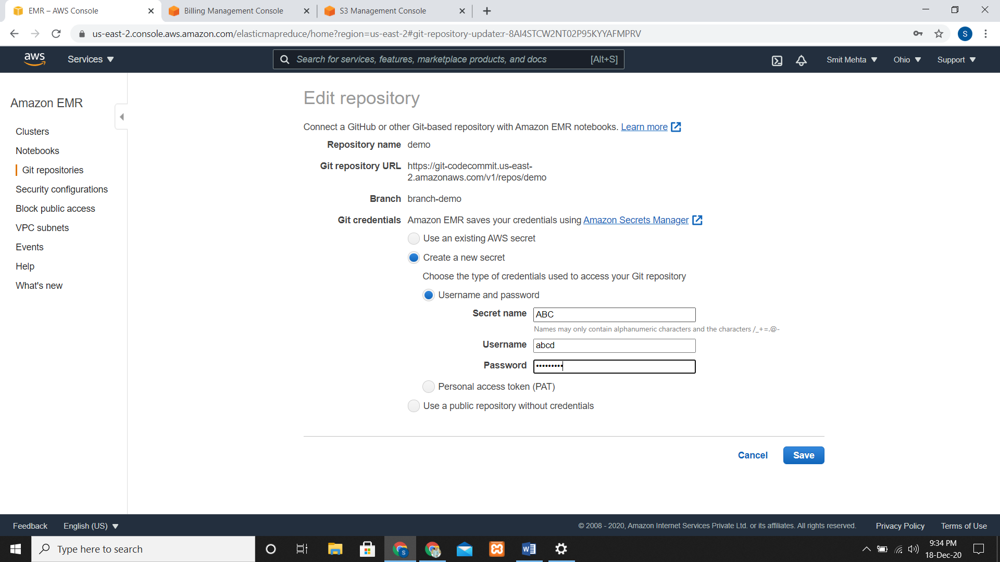 EMR – AWS Console
Billing Management Console
S3 Management Console
us-east-2.console.aws.amazon.com/elasticmapreduce/home?region=us-east-2#git-repository-update:r-8AI4STCW2NT02P95KYYAFMPRV
S
aws
Services
Search for services, features, marketplace products, and docs
[Alt+S]
Smit Mehta
Ohio
Support
Amazon EMR
Clusters
Notebooks
Git repositories
Security configurations
Block public access
VPC subnets
Events
Help
What's new
Edit repository
Connect a GitHub or other Git-based repository with Amazon EMR notebooks. Learn more
Repository name demo
Git repository URL https://git-codecommit.us-east-
2.amazonaws.com/v1/repos/demo
Branch branch-demo
Git credentials Amazon EMR saves your credentials using Amazon Secrets Manager
Use an existing AWS secret
Create a new secret
Choose the type of credentials used to access your Git repository
Username and password
Secret name ABC
Names may only contain alphanumeric characters and the characters /_+=.@-
Username abcd
Password •••••••••
Personal access token (PAT)
Use a public repository without credentials
Cancel
Save
Feedback
English (US)
© 2008 - 2020, Amazon Internet Services Private Ltd. or its affiliates. All rights reserved.
Privacy Policy
Terms of Use
Type here to search
S
W
9:34 PM
18-Dec-20